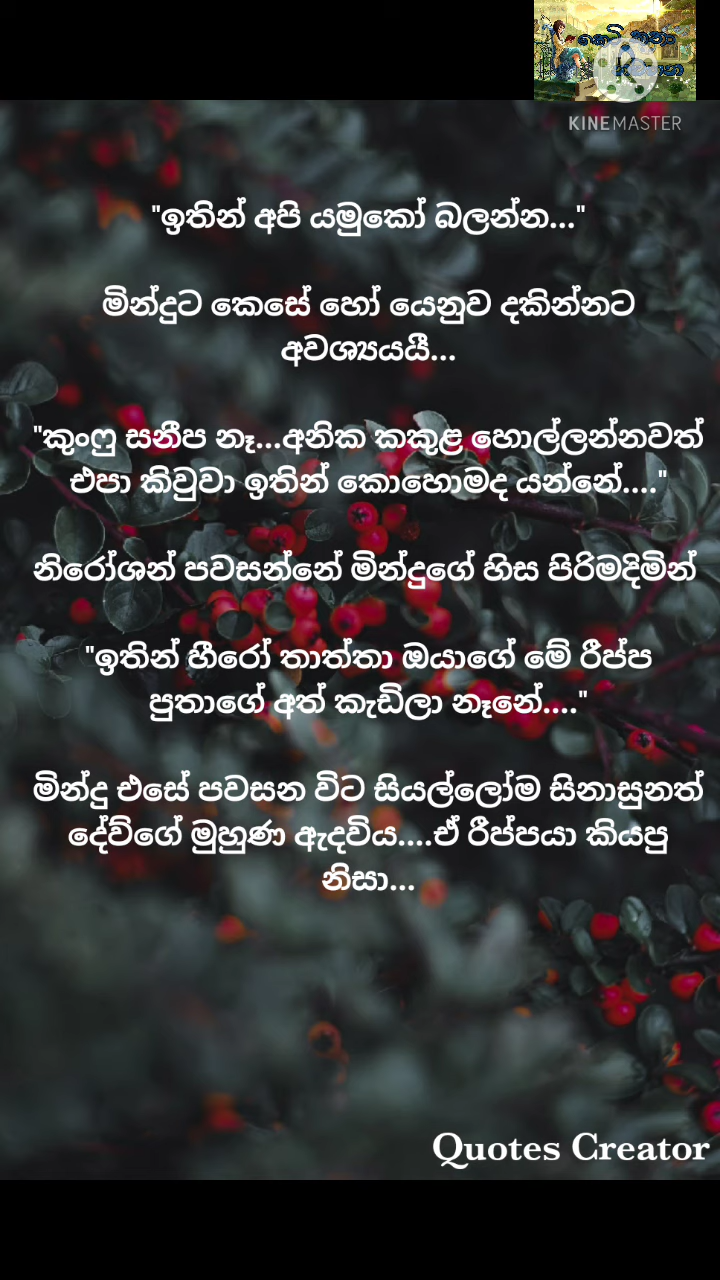 කෙටි කතා
KINEMASTER
"ඉතින් අපි යමුකෝ බලන්න..."
මින්දුට කෙසේ හෝ යෙනුව දකින්නට
අවශ්‍යයයී...
"කුංෆු සනීප නෑ...අනික කකුළ හොල්ලන්නවත්
එපා කිව්වා ඉතින් කොහොමද යන්නේ...."
නිරෝශන් පවසන්නේ මින්දුගේ හිස පිරිමදිමින්
"ඉතින් හීරෝ තාත්තා ඔයාගේ මේ රීප්ප
පුතාගේ අත් කැඩිලා නෑනේ...."
මින්දු එසේ පවසන විට සියල්ලෝම සිනාසුනත්
දේව්ගේ මුහුණ ඇදවිය....ඒ රීප්පයා කියපු
නිසා...
Quotes Creator